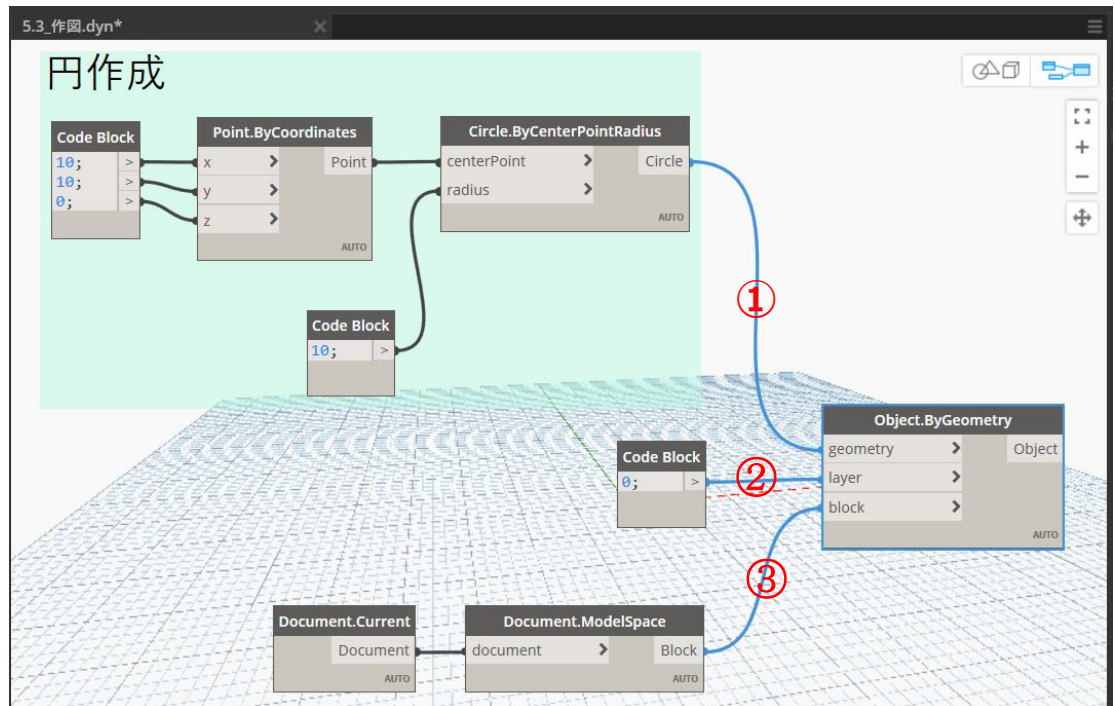 5.3_作図.dyn*
円作成
Code Block
10;
>
10;
>
0;
>
Point.ByCoordinates
x
Point
y
z
AUTO
Circle.ByCenterPointRadius
centerPoint
Circle
radius
AUTO
Code Block
10;
>
①
Object.ByGeometry
geometry
Object
layer
block
AUTO
Code Block
0;
>
②
③
Document.Current
Document
AUTO
Document.ModelSpace
document
Block
AUTO